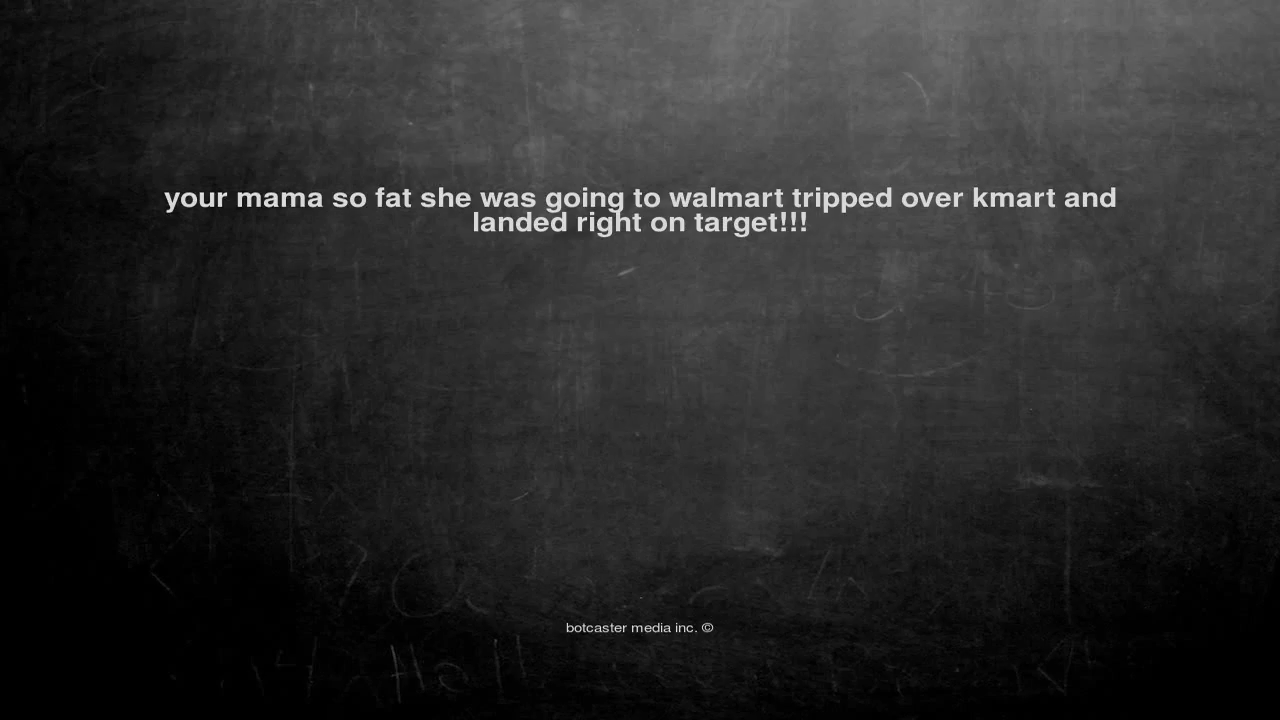 your mama so fat she was going to walmart tripped over kmart and
landed right on target!!!
botcaster media inc. ©